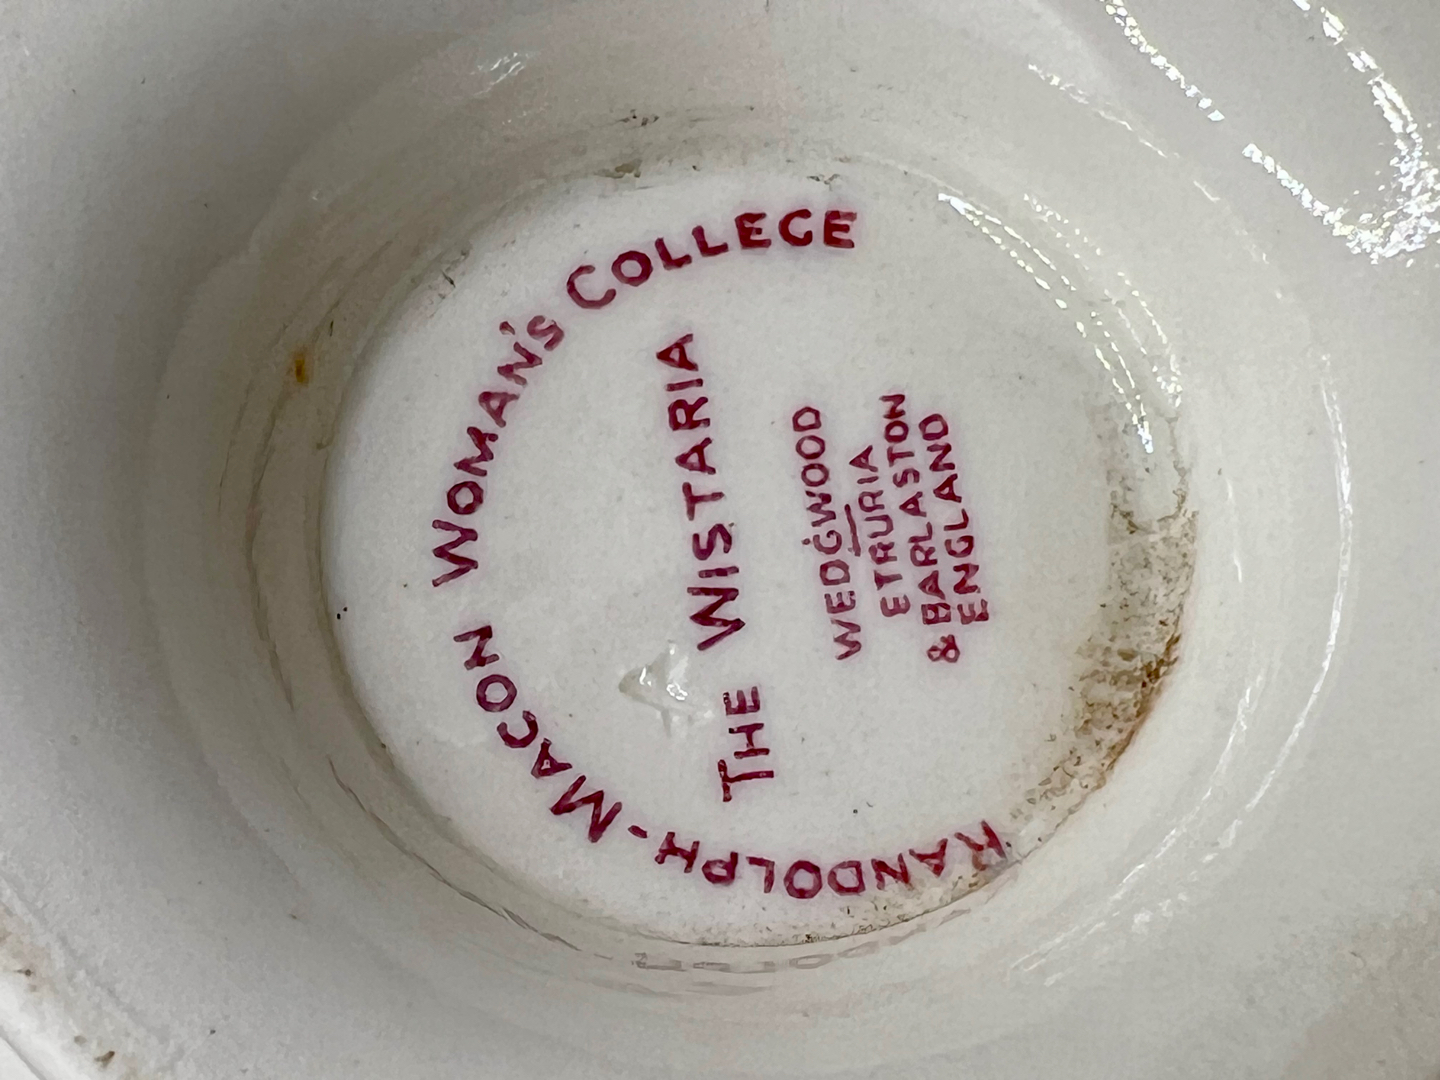 RANDOLPH-MACON WOMAN'S COLLEGE
THE WISTARIA
WEDGWOOD
ETRURIA
& BARLASTON
ENGLAND